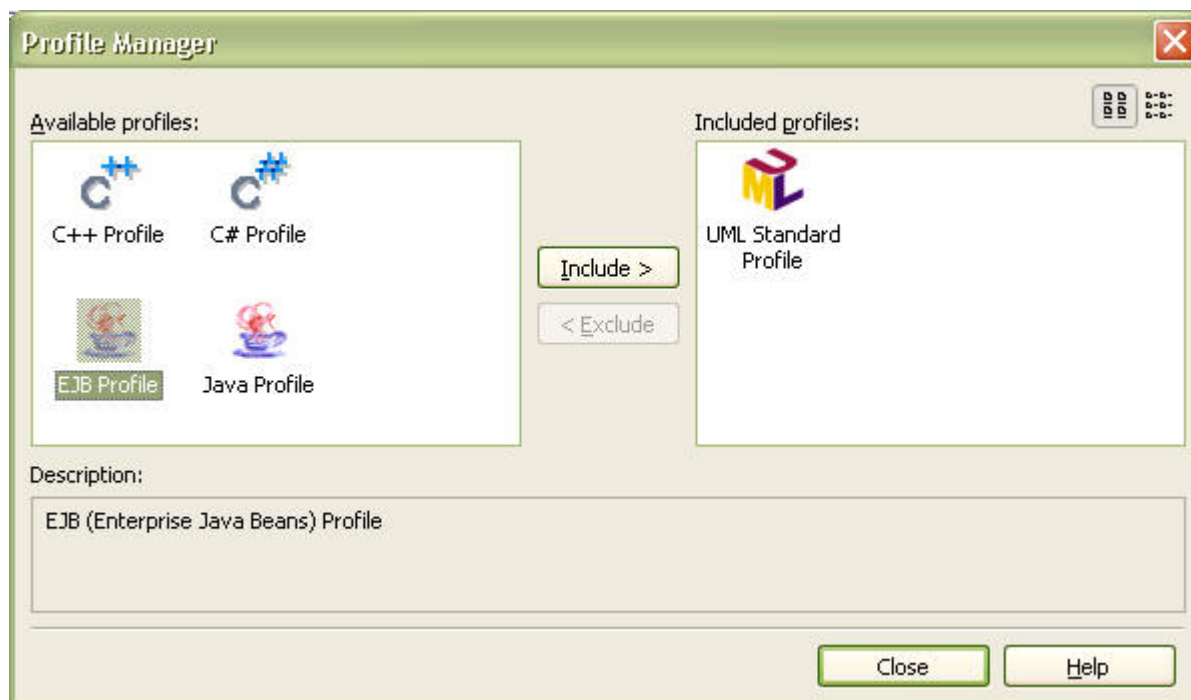 Profile Manager
Available profiles:
Included profiles:
C++ Profile
C# Profile
EJB Profile
Java Profile
Include >
< Exclude
UML
UML Standard
Profile
Description:
EJB (Enterprise Java Beans) Profile
Close
Help